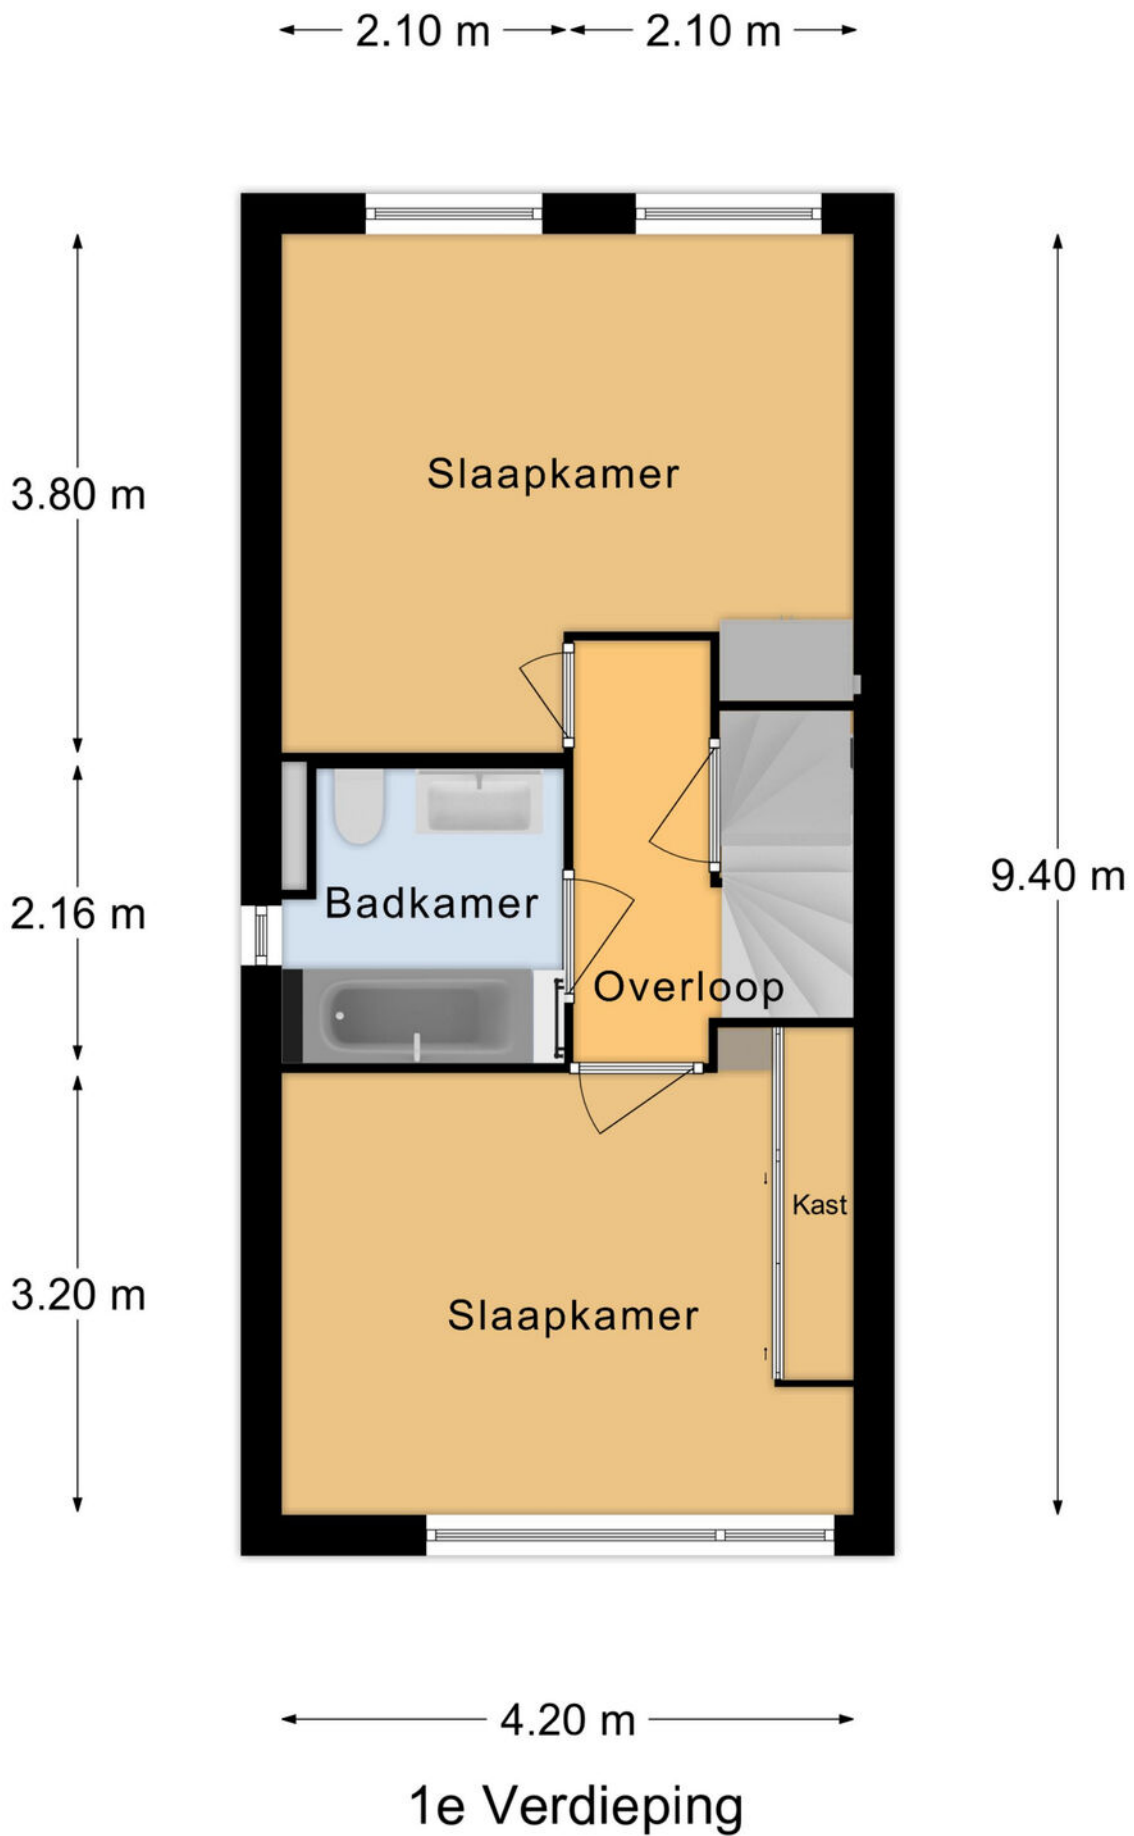 2.10 m 2.10 m
Slaapkamer
3.80 m
9.40 m
Badkamer
2.16 m
Overloop
Kast
3.20 m
Slaapkamer
4.20 m
1e Verdieping